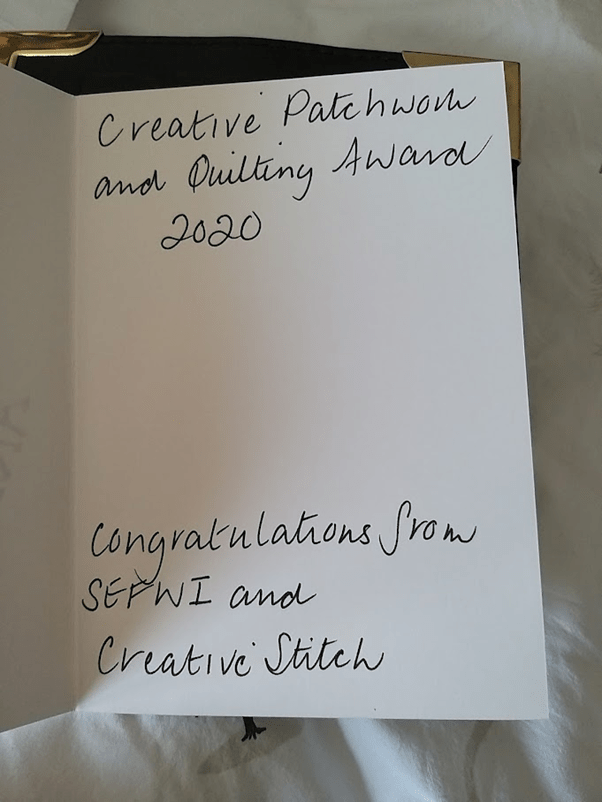 Creative Patchwork
and Quilting Award
2020
Congratulations from
SEFWI and
Creative Stitch